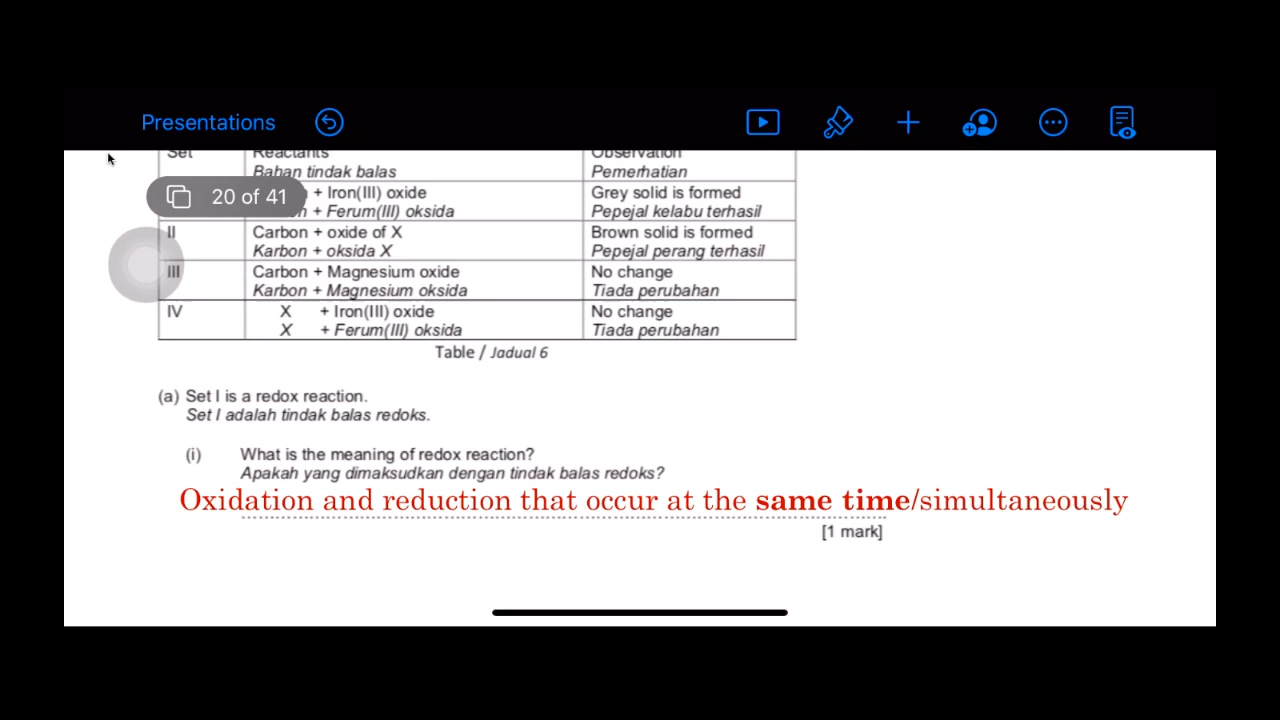 Presentations
Set Reactants Observation
Bahan tindak balas Pemerhatian
20 of 41
+ Iron(III) oxide Grey solid is formed
+ Ferum(III) oksida Pepejal kelabu terhasil
II Carbon + oxide of X Brown solid is formed
Karbon + oksida X Pepejal perang terhasil
III Carbon + Magnesium oxide No change
Karbon + Magnesium oksida Tiada perubahan
IV X + Iron(III) oxide No change
X + Ferum(III) oksida Tiada perubahan
Table / Jadual 6
(a) Set I is a redox reaction.
Set I adalah tindak balas redoks.
(i) What is the meaning of redox reaction?
Apakah yang dimaksudkan dengan tindak balas redoks?
Oxidation and reduction that occur at the same time/simultaneously
[1 mark]